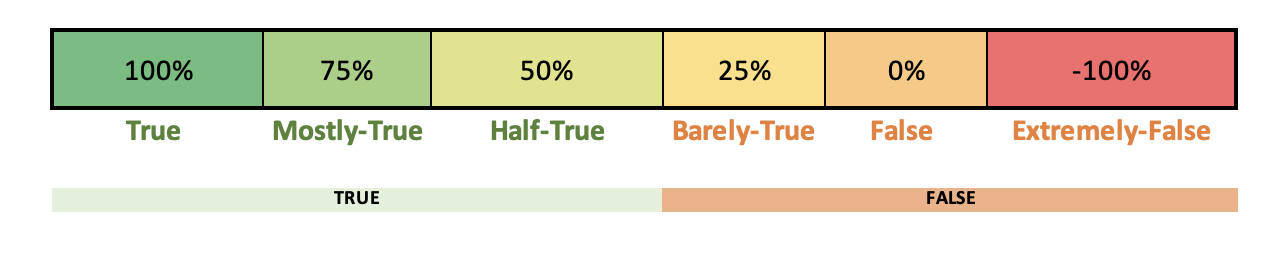 100% 75% 50% 25% 0% -100%
True Mostly-True Half-True Barely-True False Extremely-False
TRUE FALSE